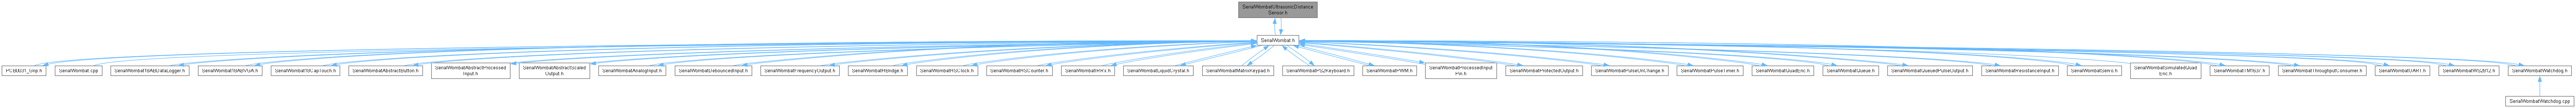 SerialWombatUltrasonicDistance
Sensor.h
SerialWombat.h
PCB0031_Bmp.h
SerialWombat.cpp
SerialWombat18ABDataLogger.h
SerialWombat18ABVGA.h
SerialWombat18CapTouch.h
SerialWombatAbstractButton.h
SerialWombatAbstractProcessed
Input.h
SerialWombatAbstractScaled
Output.h
SerialWombatAnalogInput.h
SerialWombatDebouncedInput.h
SerialWombatFrequencyOutput.h
SerialWombatHBridge.h
SerialWombatHSClock.h
SerialWombatHSCounter.h
SerialWombatLiquidCrystal.h
SerialWombatMatrixKeypad.h
SerialWombatPS2Keyboard.h
SerialWombatPWM.h
SerialWombatProcessedInput
Pin.h
SerialWombatProtectedOutput.h
SerialWombatPulseOnChange.h
SerialWombatPulseTimer.h
SerialWombatQuadEnc.h
SerialWombatQueue.h
SerialWombatQueuedPulseOutput.h
SerialWombatResistanceInput.h
SerialWombatServo.h
SerialWombatSimulatedQuad
Enc.h
SerialWombatTM1637.h
SerialWombatThroughputConsumer.h
SerialWombatUART.h
SerialWombatWS2812.h
SerialWombatWatchdog.h
SerialWombatWatchdog.cpp